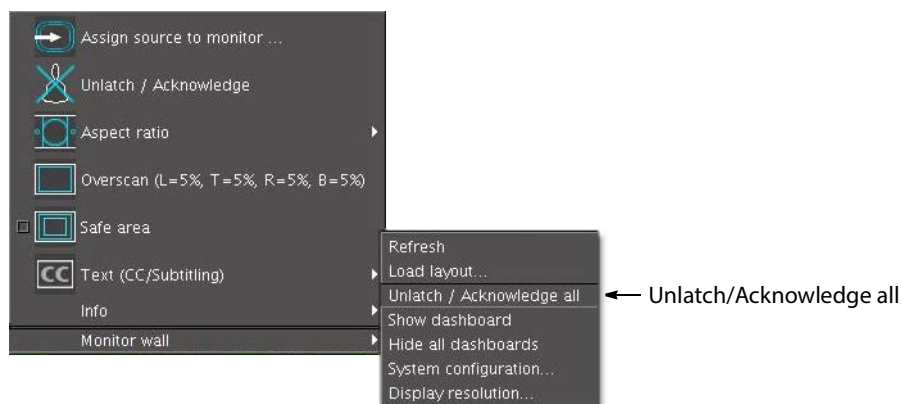 Assign source to monitor ...
Unlatch / Acknowledge
Aspect ratio
Overscan (L=5%, T=5%, R=5%, B=5%)
Safe area
CC Text (CC/Subtitling)
Info
Monitor wall
Refresh
Load layout...
Unlatch / Acknowledge all
Show dashboard
Hide all dashboards
System configuration...
Display resolution...
Unlatch/Acknowledge all